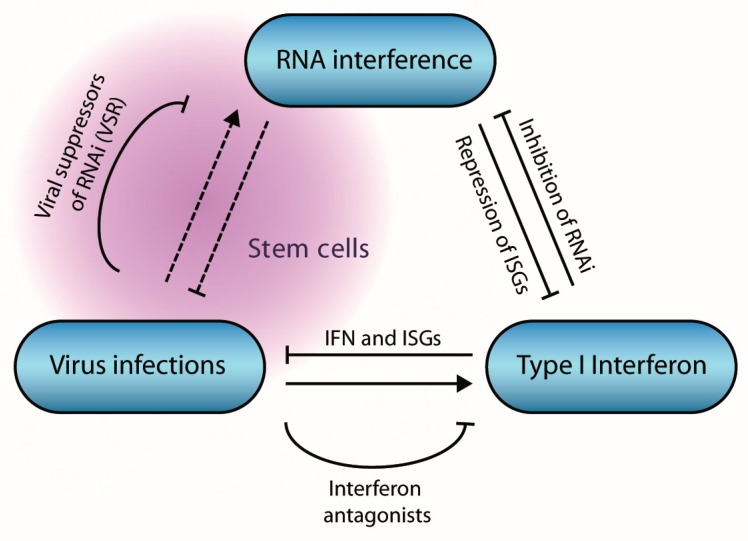 RNA interference
Viral suppressors
of RNAi (VSR)
Inhibition of RNAi
Repression of ISGs
Stem cells
IFN and ISGs
Virus infections
Type I Interferon
Interferon
antagonists